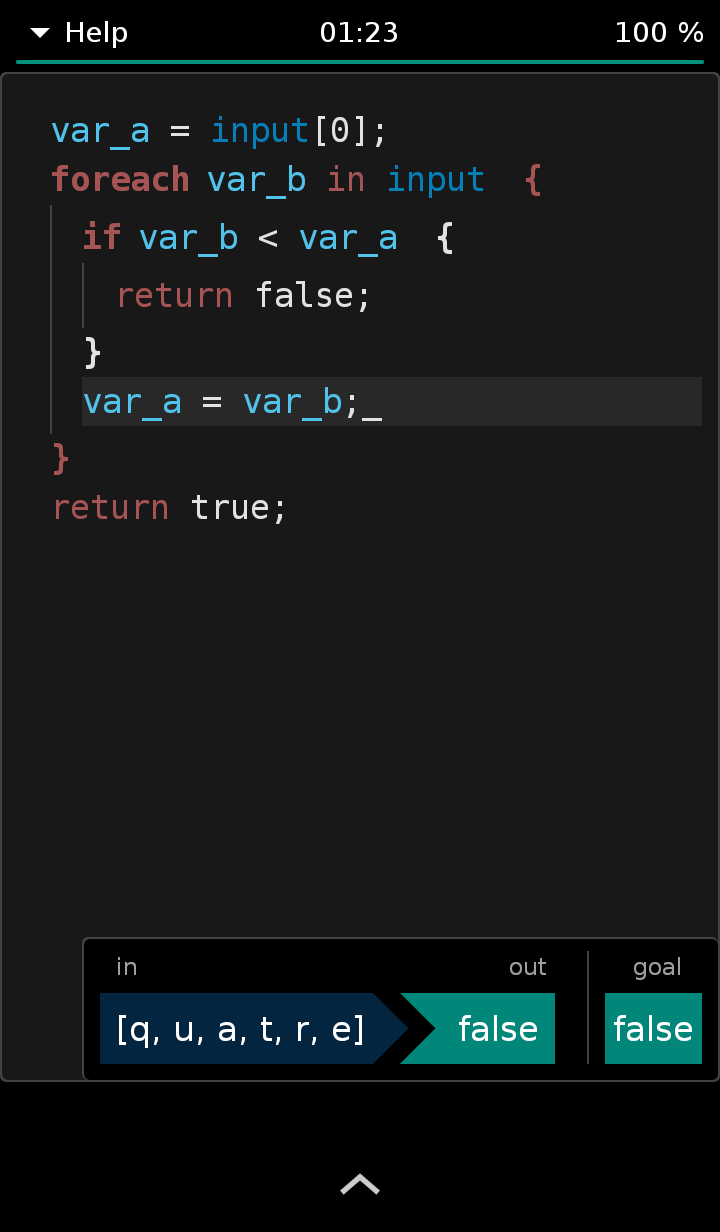 Help 01:23 100 %
var_a = input[0];
foreach var_b in input {
if var_b < var_a {
return false;
}
var_a = var_b;_
}
return true;
in out goal
[q, u, a, t, r, e] false false